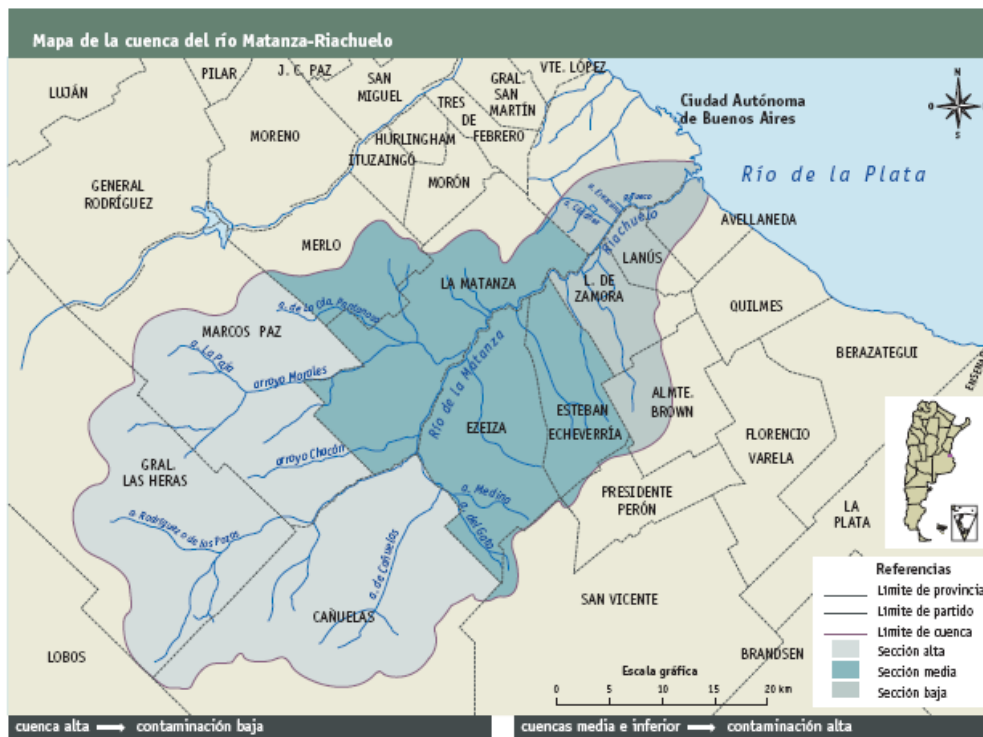 Mapa de la cuenca del río Matanza-Riachuelo
LUJÁN
PILAR
J. C. PAZ
SAN
MIGUEL
GRAL.
SAN
MARTÍN
VTE. LÓPEZ
TRES
DE
FEBRERO
Ciudad Autónoma
de Buenos Aires
N
O
S
MORENO
HURLINGHAM
ITUZAINGÓ
MORÓN
GENERAL
RODRÍGUEZ
Río de la Plata
MERLO
AVELLANEDA
Riachuelo
LANÚS
LA MATANZA
L. DE
ZAMORA
QUILMES
MARCOS PAZ
a. La Paja
arroyo Morales
Río de la Matanza
BERAZATEGUI
ALMTE.
BROWN
ESTEBAN
ECHEVERRÍA
EZEIZA
FLORENCIO
VARELA
arroyo Chacón
GRAL.
LAS HERAS
a. Rodríguez o de los Pozos
a. Medina
a. del Gato
a. de Cañuelas
PRESIDENTE
PERÓN
LA
PLATA
CAÑUELAS
SAN VICENTE
LOBOS
BRANDSEN
Referencias
Límite de provincia
Límite de partido
Límite de cuenca
Sección alta
Sección media
Sección baja
Escala gráfica
0 5 10 15 20 km
cuenca alta → contaminación baja
cuencas media e inferior → contaminación alta